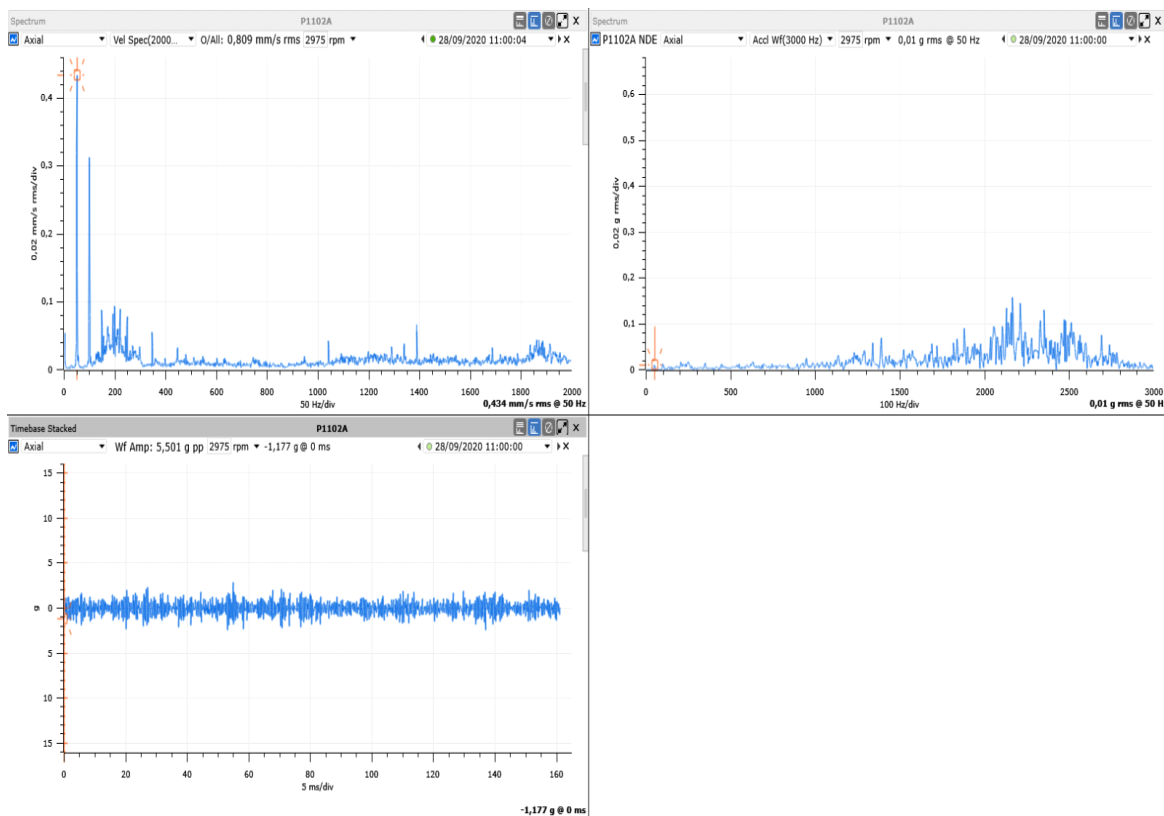 Spectrum P1102A X
Axial Vel Spec(2000... O/All: 0,809 mm/s rms 2975 rpm 28/09/2020 11:00:04 X
0,02 mm/s rms/div
0,4
0,3
0,2
0,1
0
0 200 400 600 800 1000 1200 1400 1600 1800 2000
50 Hz/div
0,434 mm/s rms @ 50 Hz
Spectrum P1102A X
P1102A NDE Axial Accl Wf(3000 Hz) 2975 rpm 0,01 g rms @ 50 Hz 28/09/2020 11:00:00 X
0,02 g rms/div
0,6
0,5
0,4
0,3
0,2
0,1
0
0 500 1000 1500 2000 2500 3000
100 Hz/div
0,01 g rms @ 50 H
Timebase Stacked P1102A X
Axial Wf Amp: 5,501 g pp 2975 rpm -1,177 g @ 0 ms 28/09/2020 11:00:00 X
g
15
10
5
0
5
10
15
0 20 40 60 80 100 120 140 160
5 ms/div
-1,177 g @ 0 ms